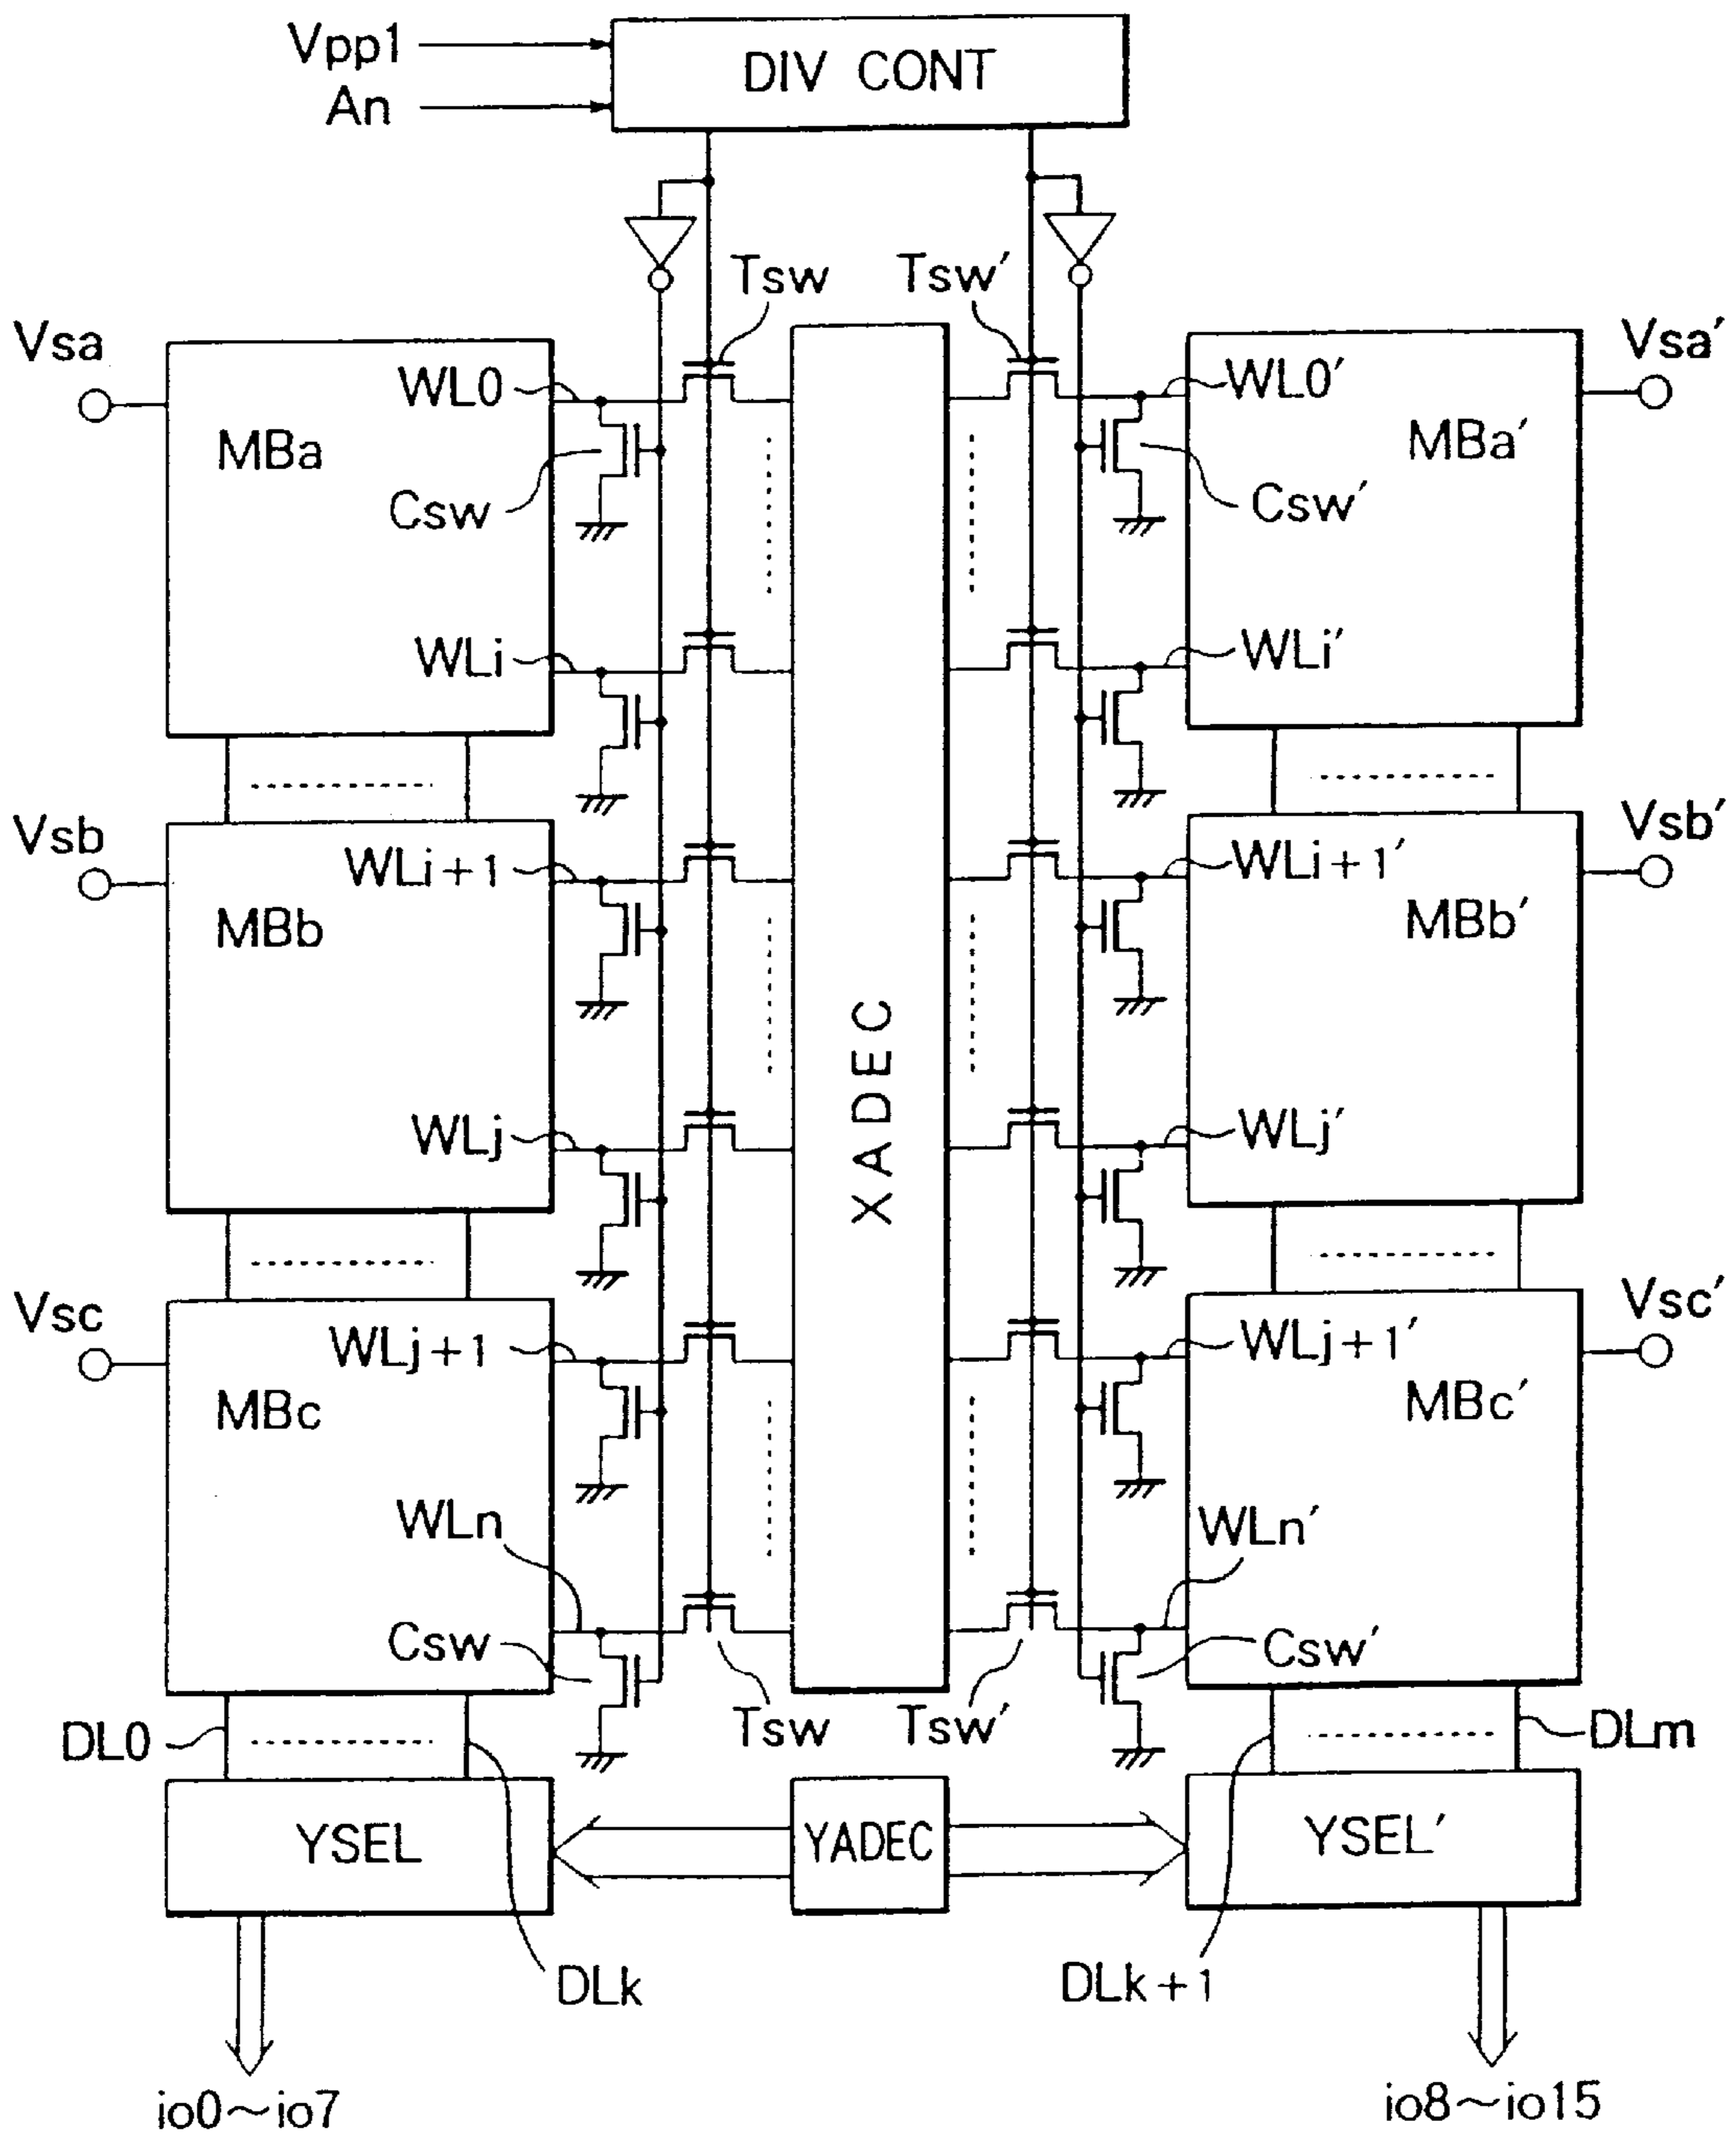 Vpp1
An
DIV CONT
Tsw
Tsw′
Vsa
Vsa′
WL0
WL0′
MBa
MBa′
Csw
Csw′
WLi
WLi′
Vsb
Vsb′
WLi+1
WLi+1′
MBb
MBb′
XADEC
WLj
WLj′
Vsc
Vsc′
WLj+1
WLj+1′
MBc
MBc′
WLn
WLn′
Csw
Csw′
Tsw
Tsw′
DL0
DLm
YSEL
YADEC
YSEL′
DLk
DLk+1
io0~io7
io8~io15